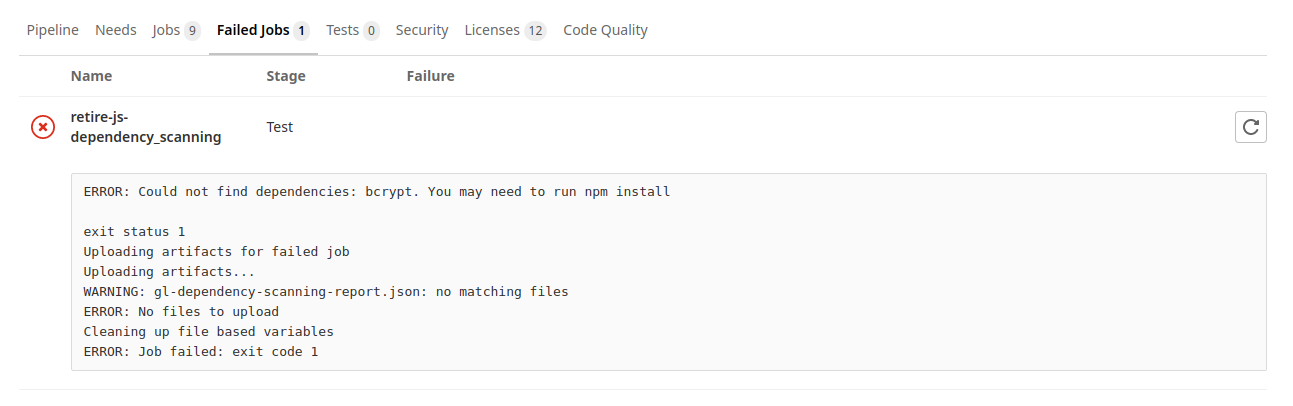 Pipeline Needs Jobs 9 Failed Jobs 1 Tests 0 Security Licenses 12 Code Quality
Name Stage Failure
retire-js-
dependency_scanning
Test
ERROR: Could not find dependencies: bcrypt. You may need to run npm install
exit status 1
Uploading artifacts for failed job
Uploading artifacts...
WARNING: gl-dependency-scanning-report.json: no matching files
ERROR: No files to upload
Cleaning up file based variables
ERROR: Job failed: exit code 1